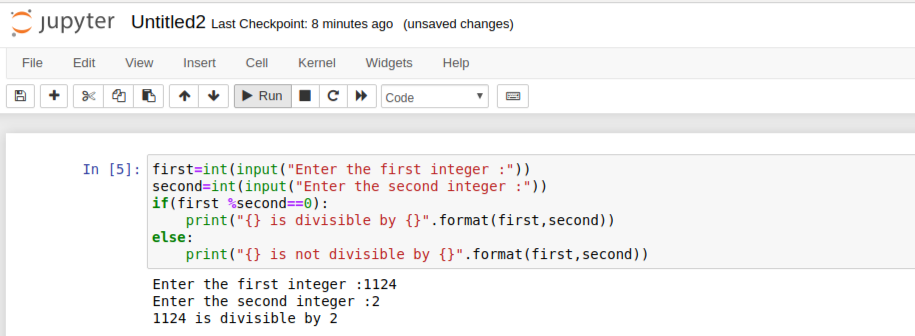 jupyter Untitled2 Last Checkpoint: 8 minutes ago (unsaved changes)
File Edit View Insert Cell Kernel Widgets Help
Run Code
In [5]: first=int(input("Enter the first integer :"))
second=int(input("Enter the second integer :"))
if(first %second==0):
    print("{} is divisible by {}".format(first,second))
else:
    print("{} is not divisible by {}".format(first,second))
Enter the first integer :1124
Enter the second integer :2
1124 is divisible by 2